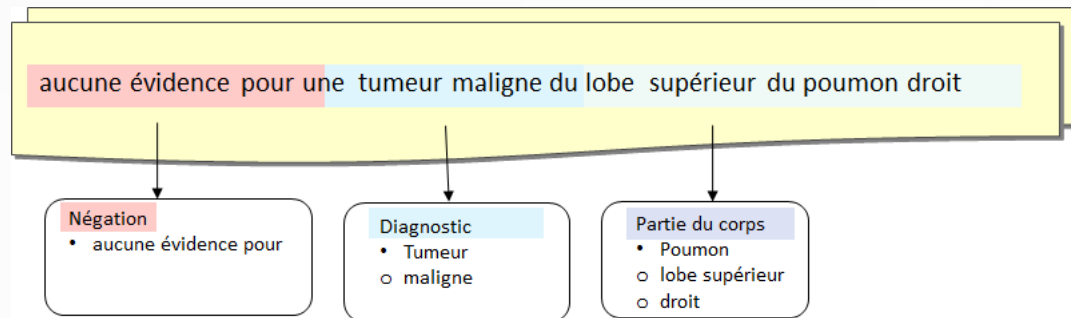 aucune évidence pour une tumeur maligne du lobe supérieur du poumon droit
Négation
• aucune évidence pour
Diagnostic
• Tumeur
o maligne
Partie du corps
• Poumon
o lobe supérieur
o droit